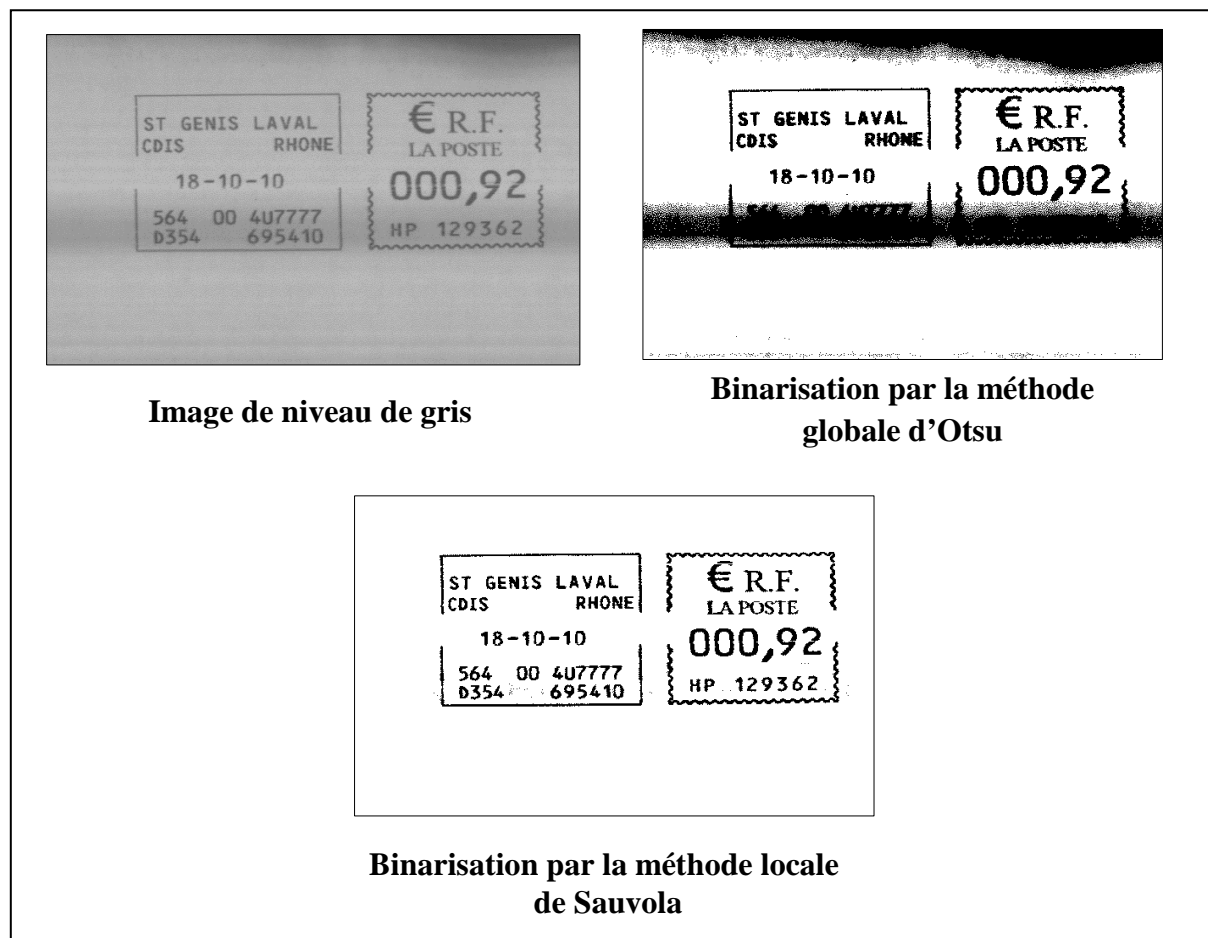 ST GENIS LAVAL
CDIS RHONE
18-10-10
564 00 4U7777
D354 695410
€ R.F.
LA POSTE
000,92
HP 129362
Image de niveau de gris
ST GENIS LAVAL
CDIS RHONE
18-10-10
564 00 4U7777
€ R.F.
LA POSTE
000,92
Binarisation par la méthode
globale d'Otsu
ST GENIS LAVAL
CDIS RHONE
18-10-10
564 00 4U7777
D354 695410
€ R.F.
LA POSTE
000,92
HP 129362
Binarisation par la méthode locale
de Sauvola